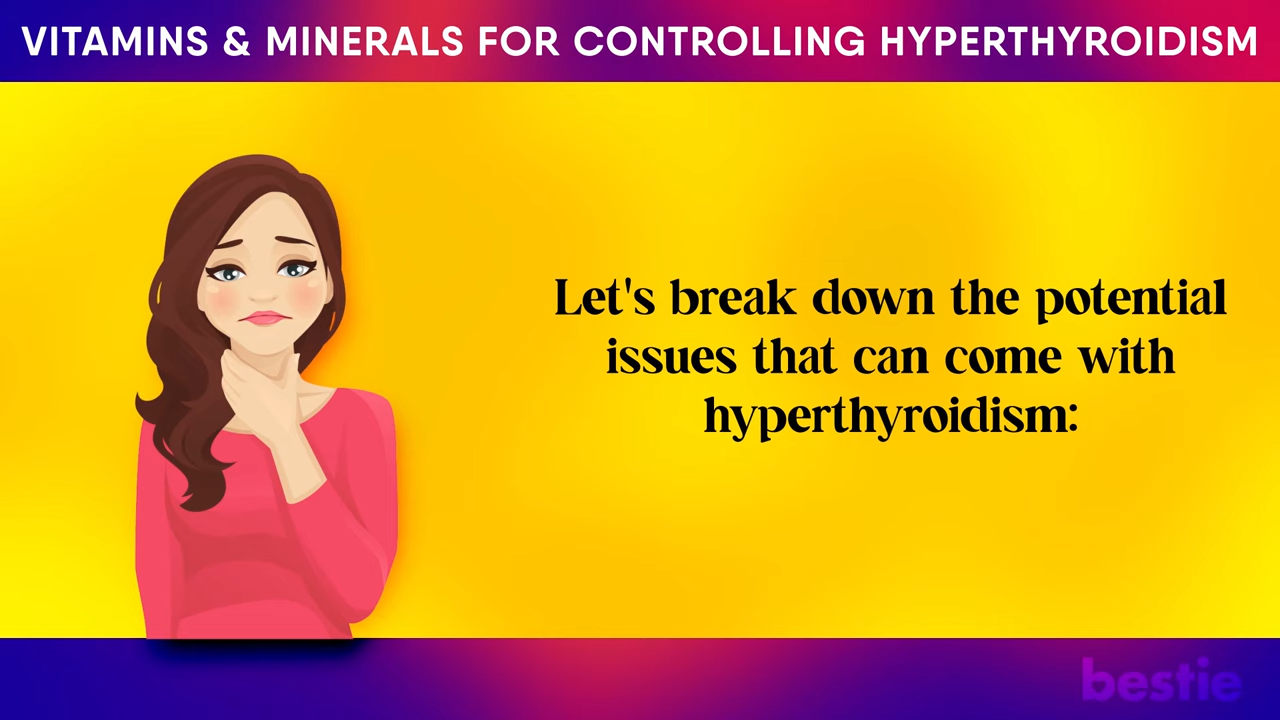 VITAMINS & MINERALS FOR CONTROLLING HYPERTHYROIDISM
Let's break down the potential
issues that can come with
hyperthyroidism:
bestie